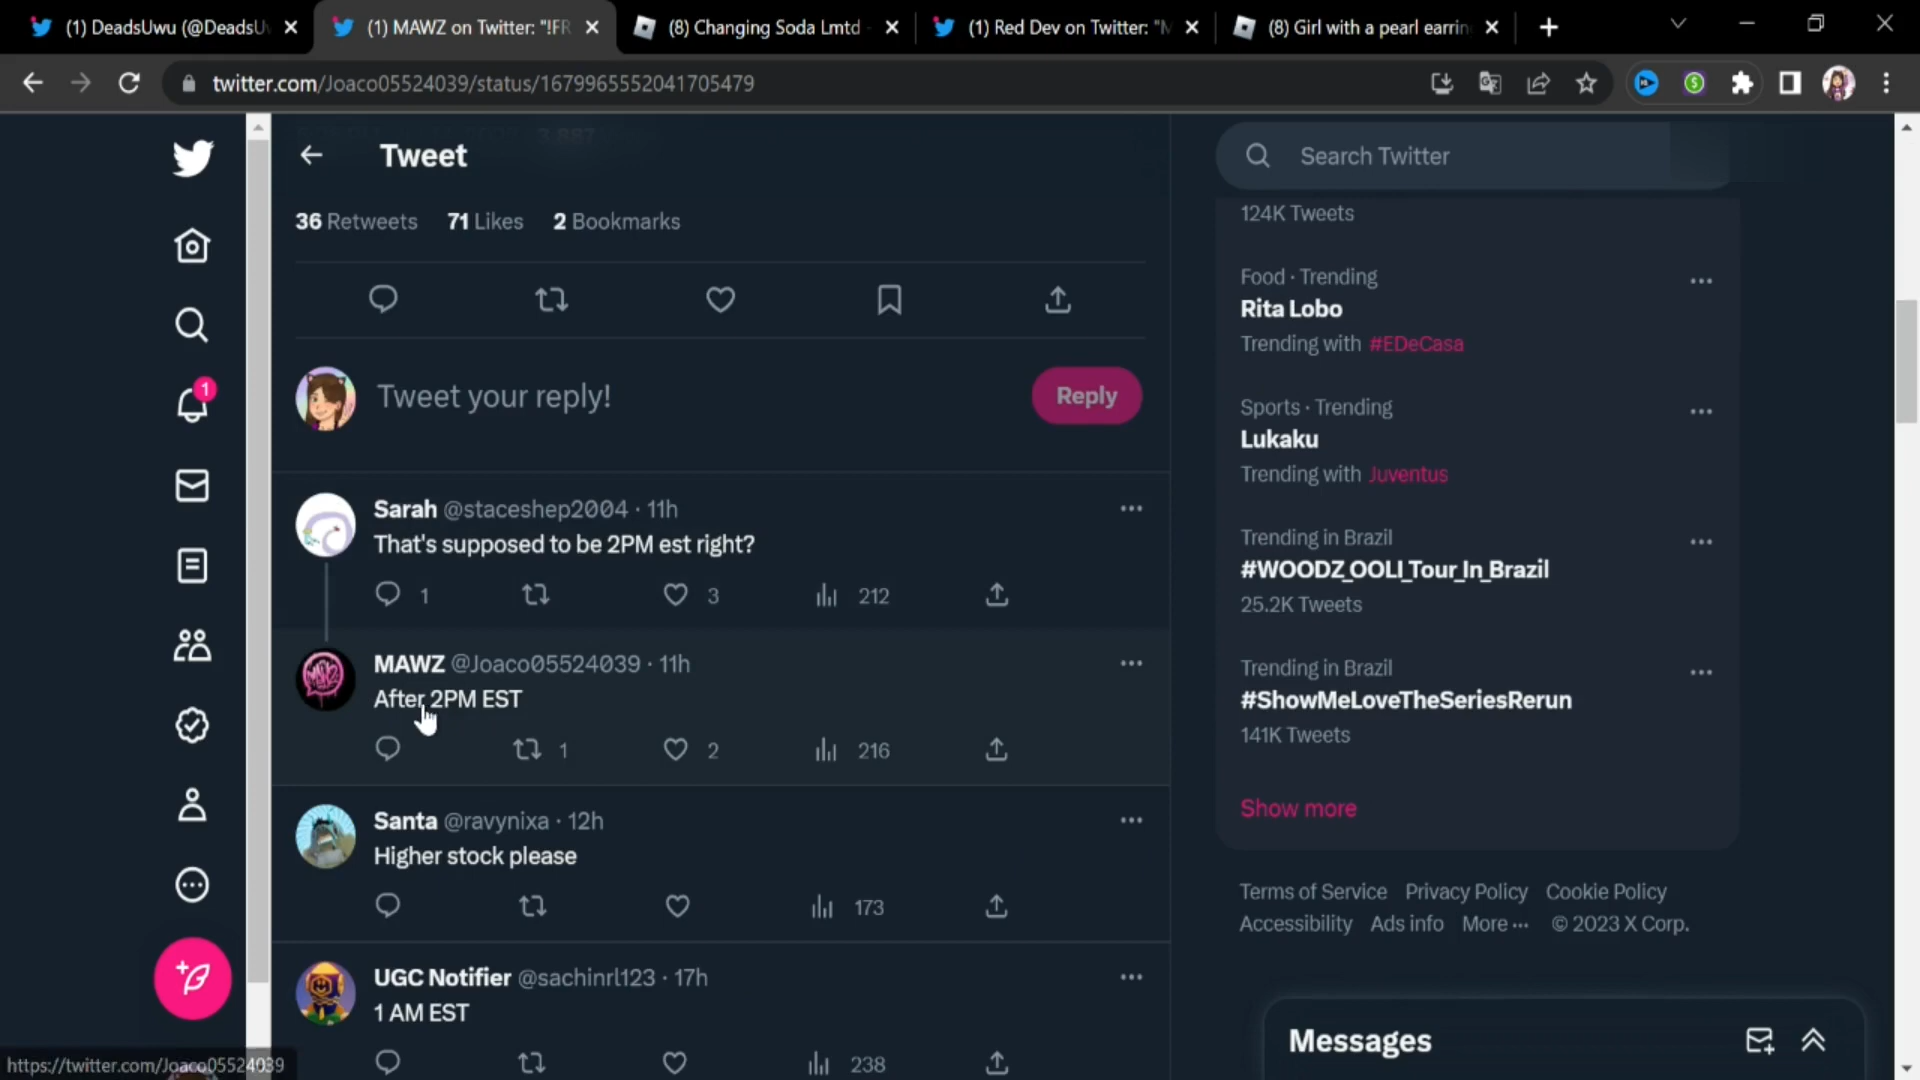 (1) DeadsUwu (@DeadsUw
(1) MAWZ on Twitter: "!FR
(8) Changing Soda Lmtd -
(1) Red Dev on Twitter: "M
(8) Girl with a pearl earring
twitter.com/Joaco05524039/status/1679965552041705479
3,887
Tweet
Search Twitter
36 Retweets 71 Likes 2 Bookmarks
Tweet your reply!
Reply
1
Sarah @staceshep2004 · 11h
That's supposed to be 2PM est right?
1 3 212
MAWZ @Joaco05524039 · 11h
After 2PM EST
1 2 216
Santa @ravynixa · 12h
Higher stock please
173
UGC Notifier @sachinrl123 · 17h
1 AM EST
238
124K Tweets
Food · Trending
Rita Lobo
Trending with #EDeCasa
Sports · Trending
Lukaku
Trending with Juventus
Trending in Brazil
#WOODZ_OOLI_Tour_In_Brazil
25.2K Tweets
Trending in Brazil
#ShowMeLoveTheSeriesRerun
141K Tweets
Show more
Terms of Service Privacy Policy Cookie Policy
Accessibility Ads info More ··· © 2023 X Corp.
Messages
https://twitter.com/Joaco05524039